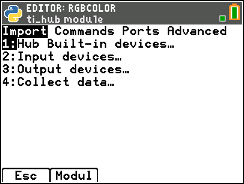 EDITOR: RGBCOLOR
ti_hub module
Import Commands Ports Advanced
1:Hub Built-in devices…
2:Input devices…
3:Output devices…
4:Collect data…
Esc Modul